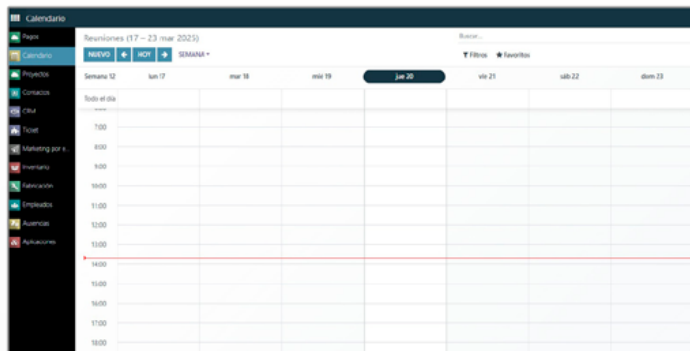 Calendario
Pagos
Calendario
Proyectos
Contactos
CRM
Ticket
Marketing por e...
Inventario
Fabricación
Empleados
Ausencias
Aplicaciones
Reuniones (17 – 23 mar 2025)
Buscar...
NUEVO HOY SEMANA
Filtros Favoritos
Semana 12 lun 17 mar 18 mié 19 jue 20 vie 21 sáb 22 dom 23
Todo el día
7:00
8:00
9:00
10:00
11:00
12:00
13:00
14:00
15:00
16:00
17:00
18:00